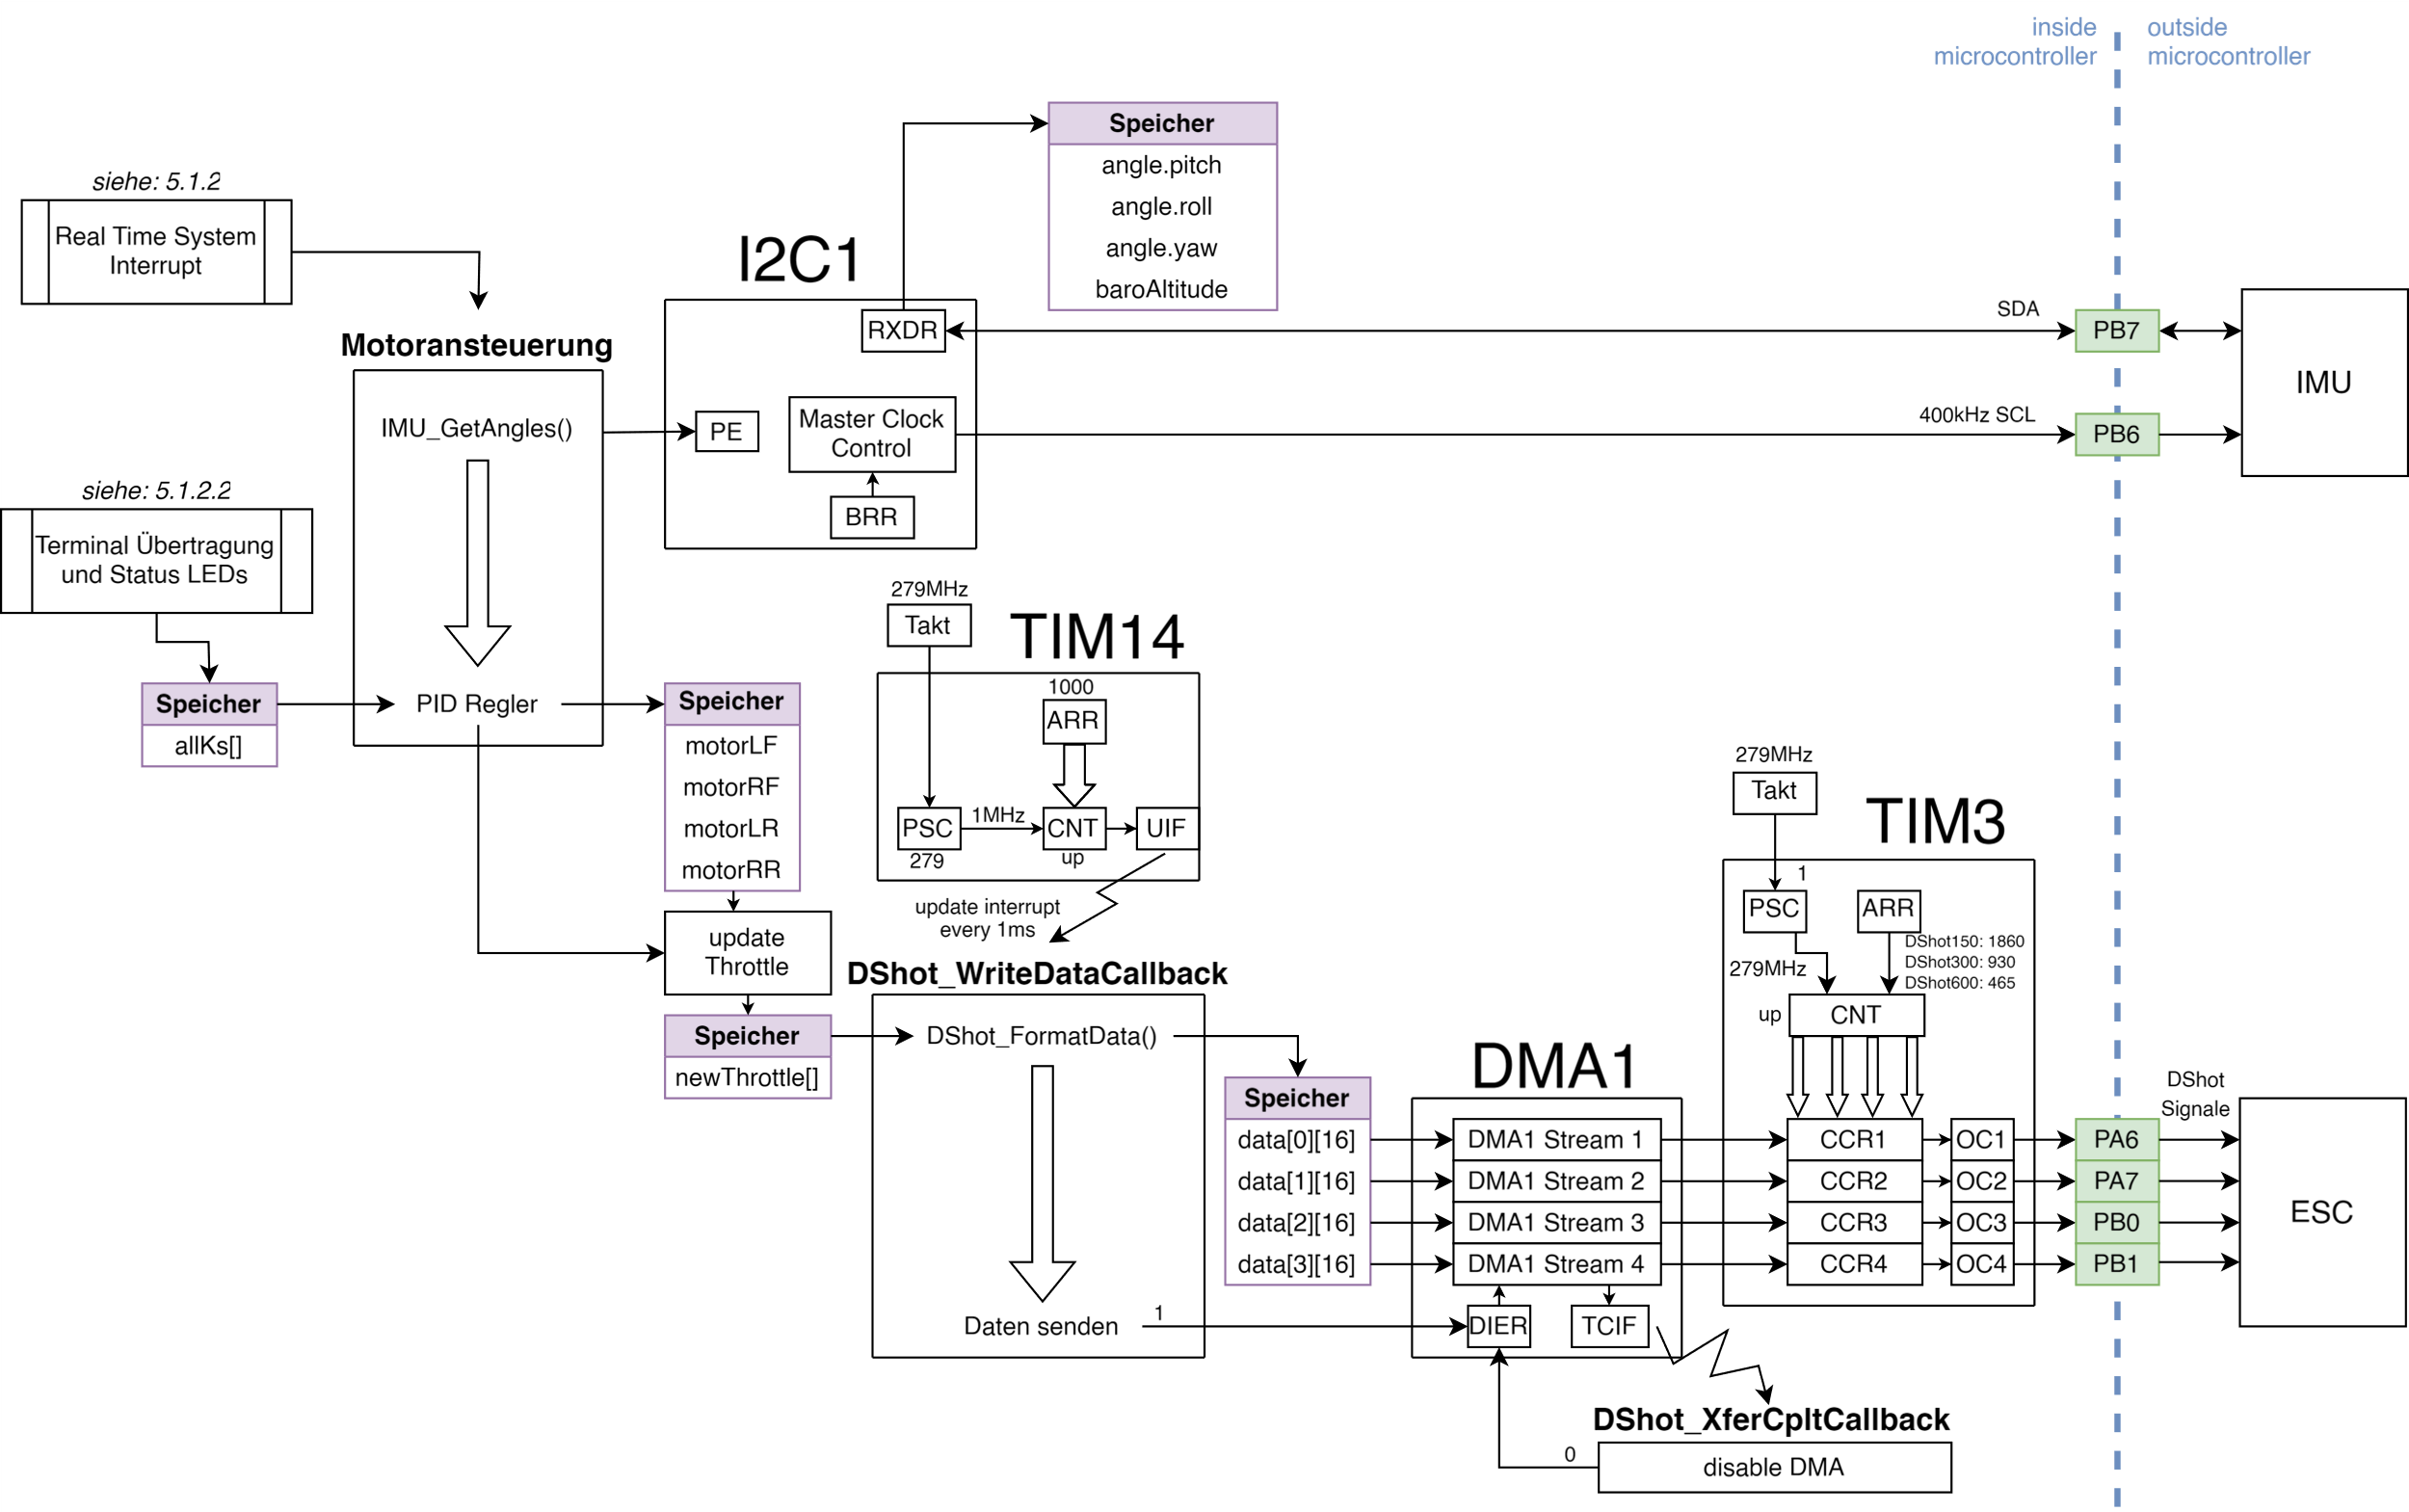 inside
microcontroller
outside
microcontroller
Speicher
angle.pitch
angle.roll
angle.yaw
baroAltitude
siehe: 5.1.2
Real Time System
Interrupt
I2C1
RXDR
SDA
PB7
IMU
Motoransteuerung
IMU_GetAngles()
PE
Master Clock
Control
BRR
400kHz SCL
PB6
siehe: 5.1.2.2
Terminal Übertragung
und Status LEDs
Speicher
allKs[]
PID Regler
Speicher
motorLF
motorRF
motorLR
motorRR
update
Throttle
Speicher
newThrottle[]
279MHz
Takt
TIM14
1000
ARR
PSC
1MHz
CNT
UIF
279
up
update interrupt
every 1ms
DShot_WriteDataCallback
DShot_FormatData()
Daten senden
1
Speicher
data[0][16]
data[1][16]
data[2][16]
data[3][16]
DMA1
DMA1 Stream 1
DMA1 Stream 2
DMA1 Stream 3
DMA1 Stream 4
DIER
TCIF
279MHz
Takt
TIM3
1
PSC
ARR
DShot150: 1860
DShot300: 930
DShot600: 465
279MHz
up
CNT
CCR1
OC1
CCR2
OC2
CCR3
OC3
CCR4
OC4
DShot
Signale
PA6
PA7
PB0
PB1
ESC
DShot_XferCpltCallback
0
disable DMA